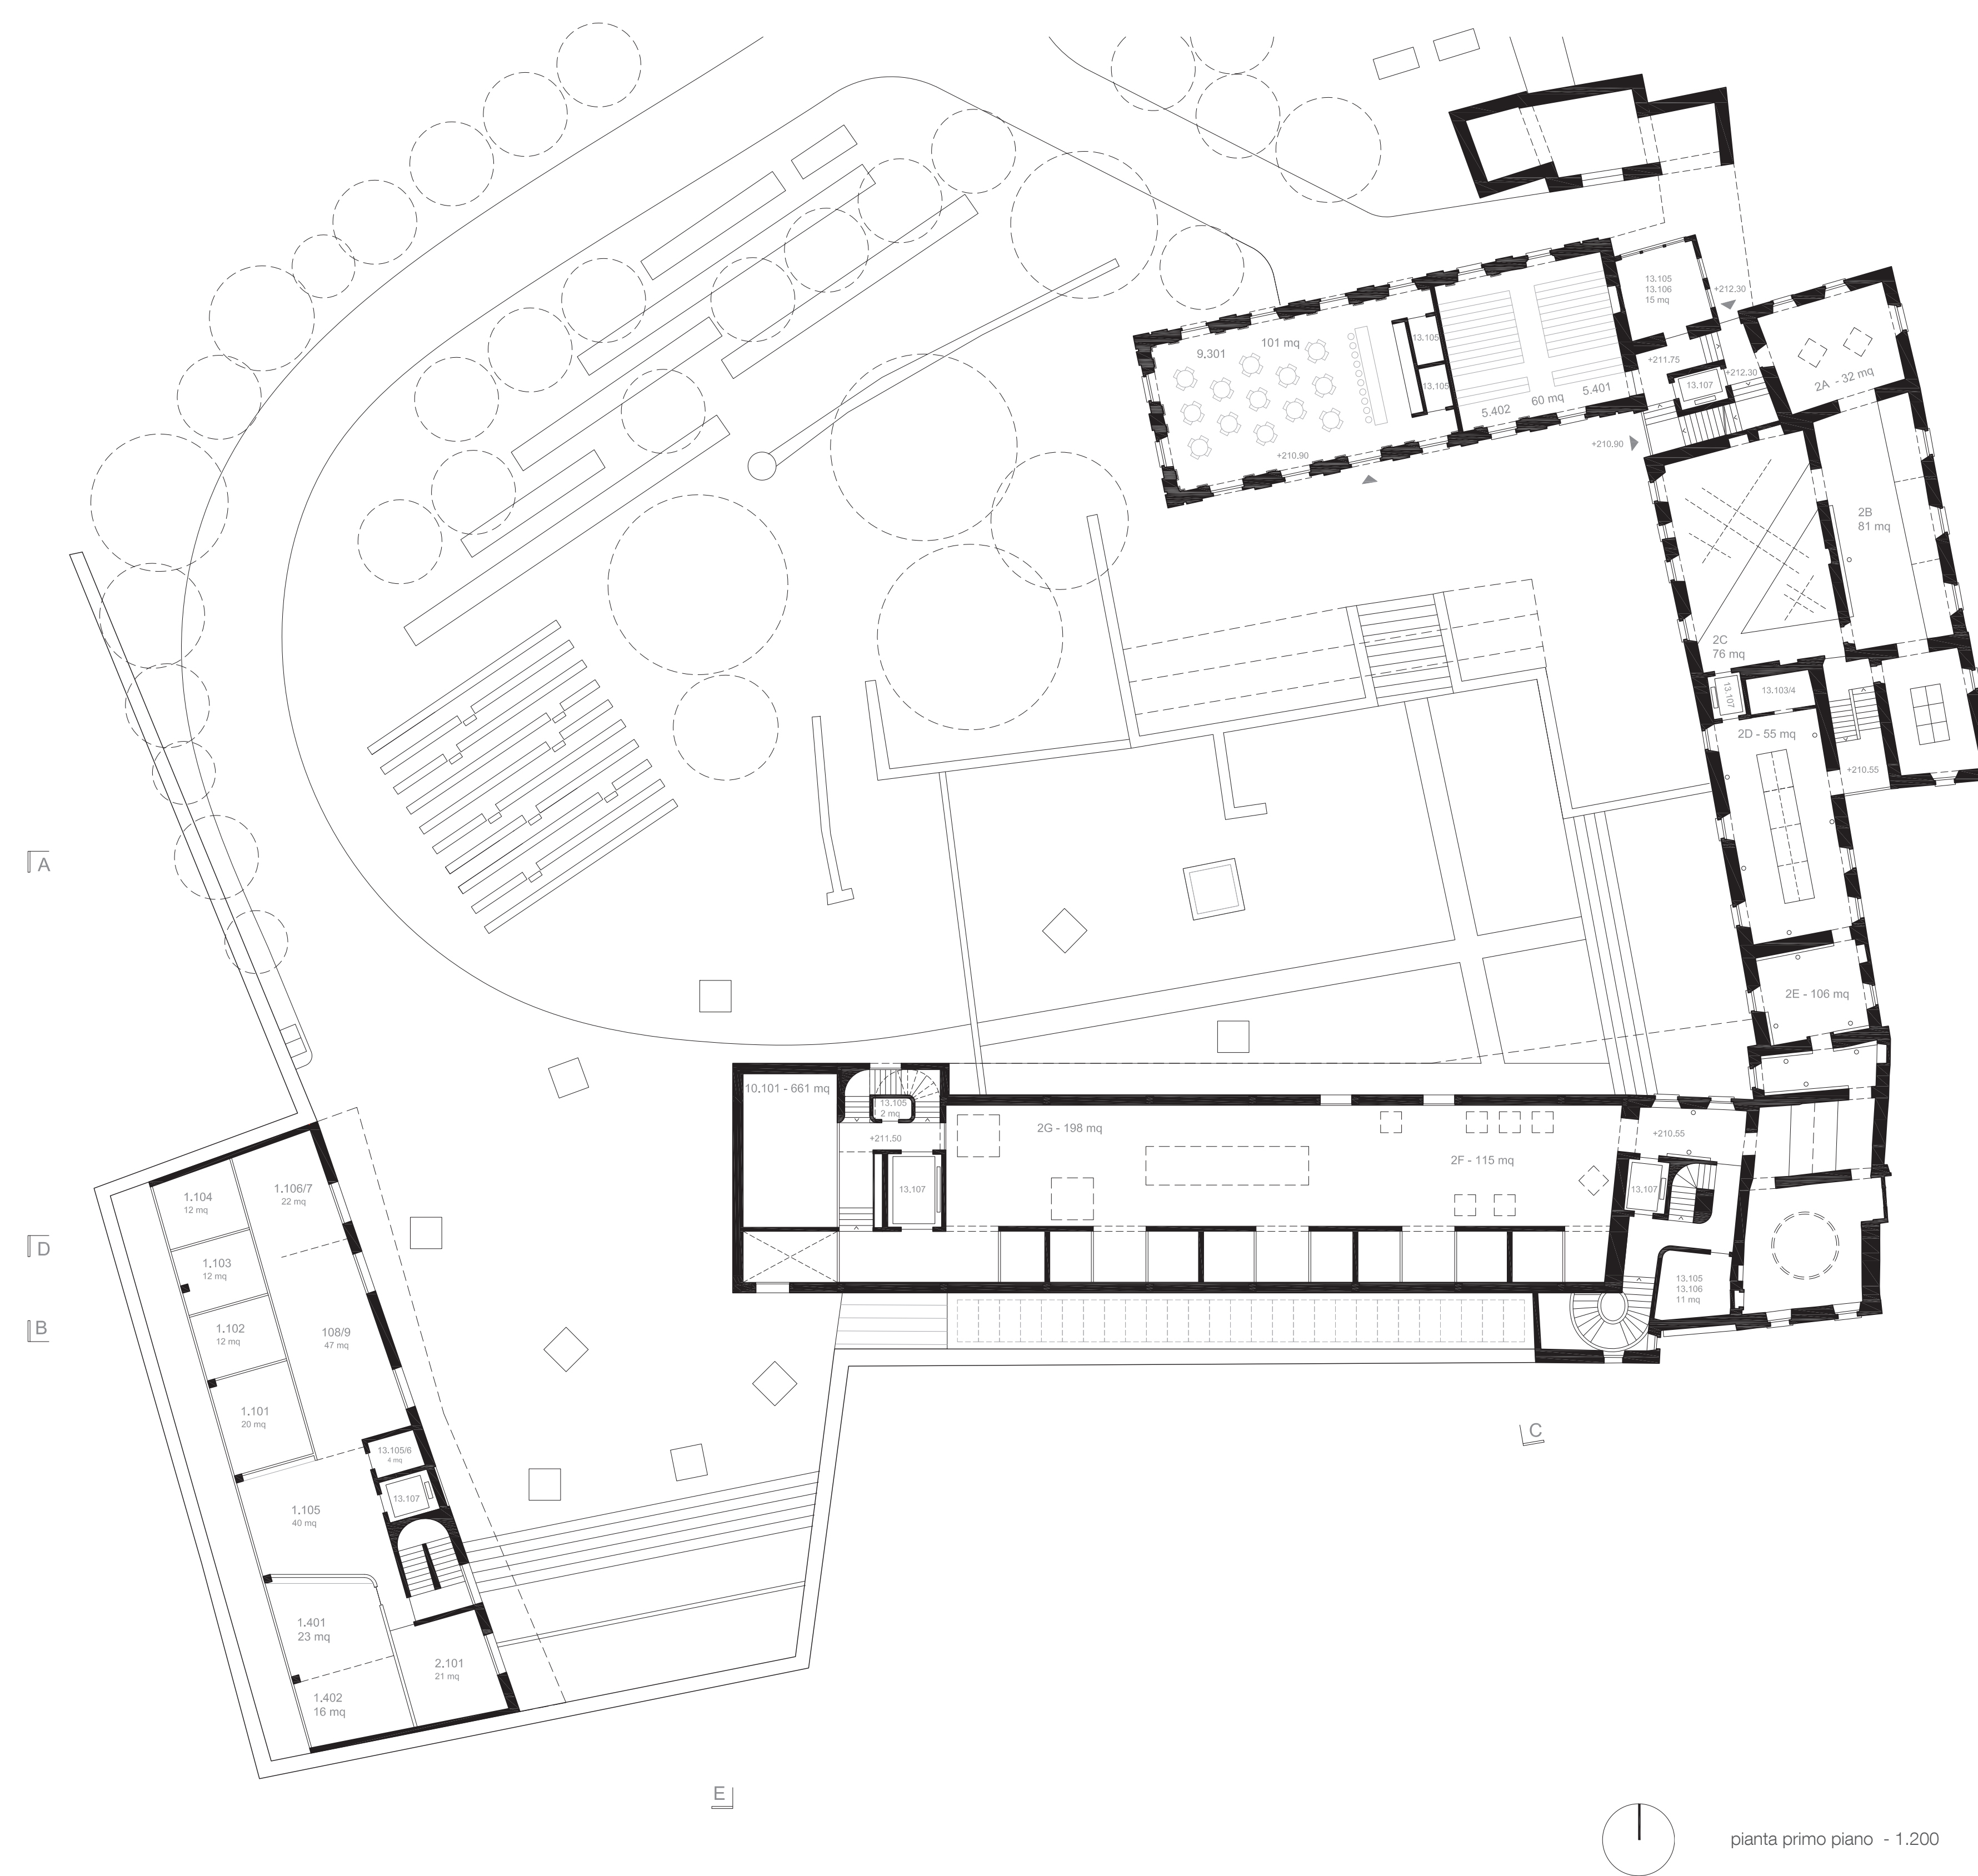 13.105
13.106
15 mq
+212.30
9.301
101 mq
13.105
13.105
+211.75
+212.30
13.107
2A - 32 mq
5.401
60 mq
5.402
+210.90
+210.90
2B
81 mq
2C
76 mq
13.107
13.103/4
2D - 55 mq
+210.55
A
2E - 106 mq
10.101 - 661 mq
13.105
2 mq
+211.50
2G - 198 mq
+210.55
2F - 115 mq
13.107
13.107
1.104
12 mq
1.106/7
22 mq
D
1.103
12 mq
13.105
13.106
11 mq
B
1.102
12 mq
108/9
47 mq
1.101
20 mq
C
13.105/6
4 mq
13.107
1.105
40 mq
1.401
23 mq
2.101
21 mq
1.402
16 mq
E
pianta primo piano - 1.200